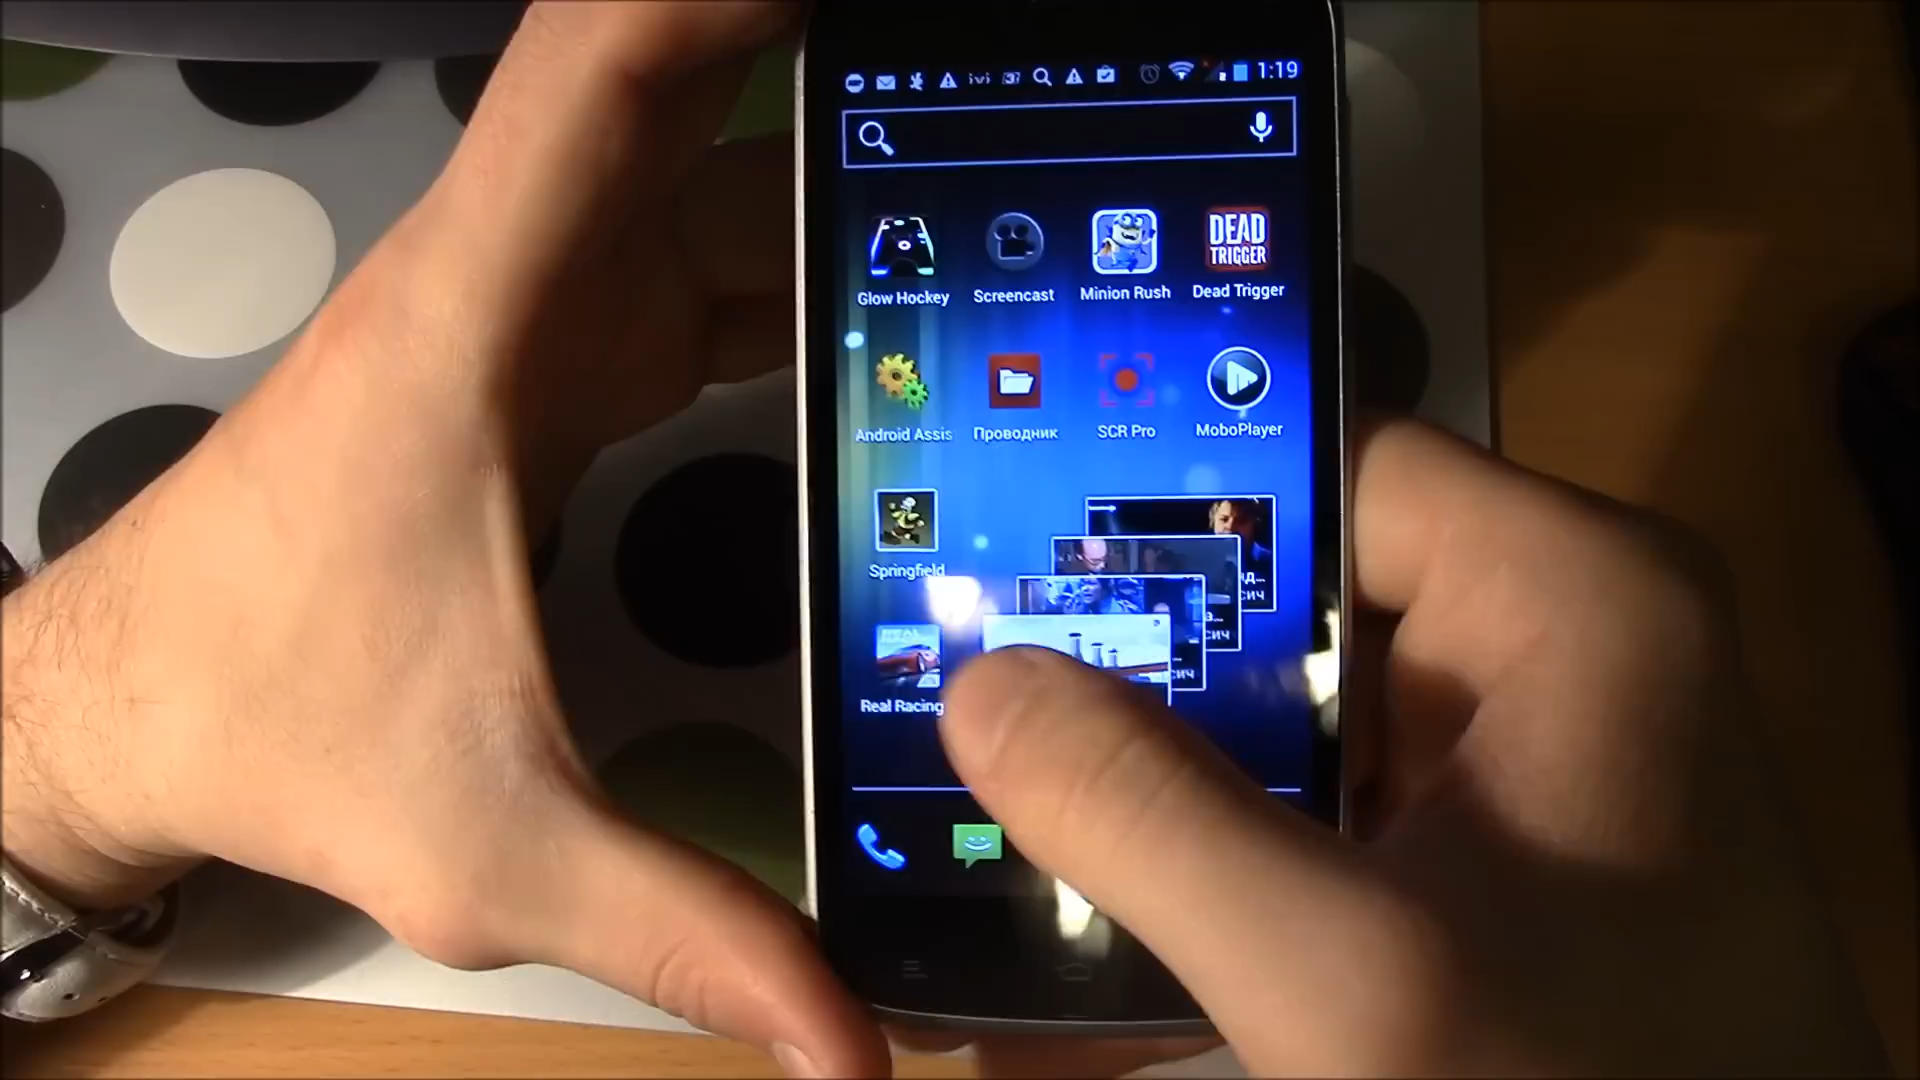 1:19
DEAD
TRIGGER
Glow Hockey
Screencast
Minion Rush
Dead Trigger
Android Assis
Проводник
SCR Pro
MoboPlayer
Springfield
REAL
Real Racing